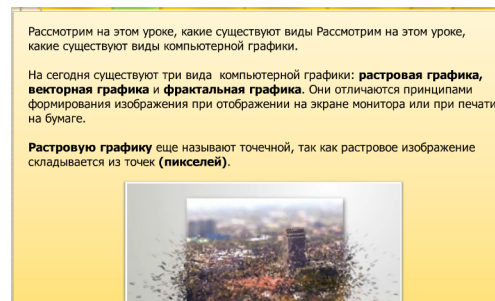 Рассмотрим на этом уроке, какие существуют виды Рассмотрим на этом уроке,
какие существуют виды компьютерной графики.
На сегодня существуют три вида компьютерной графики: растровая графика,
векторная графика и фрактальная графика. Они отличаются принципами
формирования изображения при отображении на экране монитора или при печати
на бумаге.
Растровую графику еще называют точечной, так как растровое изображение
складывается из точек (пикселей).